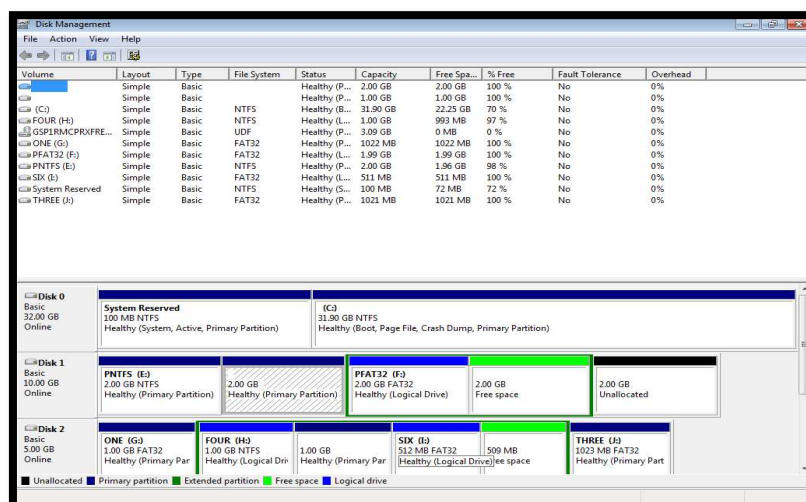 Disk Management
File Action View Help
Volume Layout Type File System Status Capacity Free Spa... % Free Fault Tolerance Overhead
Simple Basic Healthy (P... 2.00 GB 2.00 GB 100 % No 0%
Simple Basic Healthy (P... 1.00 GB 1.00 GB 100 % No 0%
(C:) Simple Basic NTFS Healthy (B... 31.90 GB 22.25 GB 70 % No 0%
FOUR (H:) Simple Basic NTFS Healthy (L... 1.00 GB 993 MB 97 % No 0%
GSP1RMCPRXFRE... Simple Basic UDF Healthy (P... 3.09 GB 0 MB 0 % No 0%
ONE (G:) Simple Basic FAT32 Healthy (P... 1022 MB 1022 MB 100 % No 0%
PFAT32 (F:) Simple Basic FAT32 Healthy (L... 1.99 GB 1.99 GB 100 % No 0%
PNTFS (E:) Simple Basic NTFS Healthy (P... 2.00 GB 1.96 GB 98 % No 0%
SIX (I:) Simple Basic FAT32 Healthy (L... 511 MB 511 MB 100 % No 0%
System Reserved Simple Basic NTFS Healthy (S... 100 MB 72 MB 72 % No 0%
THREE (J:) Simple Basic FAT32 Healthy (P... 1021 MB 1021 MB 100 % No 0%
Disk 0
Basic
32.00 GB
Online
System Reserved
100 MB NTFS
Healthy (System, Active, Primary Partition)
(C:)
31.90 GB NTFS
Healthy (Boot, Page File, Crash Dump, Primary Partition)
Disk 1
Basic
10.00 GB
Online
PNTFS (E:)
2.00 GB NTFS
Healthy (Primary Partition)
2.00 GB
Healthy (Primary Partition)
PFAT32 (F:)
2.00 GB FAT32
Healthy (Logical Drive)
2.00 GB
Free space
2.00 GB
Unallocated
Disk 2
Basic
5.00 GB
Online
ONE (G:)
1.00 GB FAT32
Healthy (Primary Par
FOUR (H:)
1.00 GB NTFS
Healthy (Logical Dri
1.00 GB
Healthy (Primary Par
SIX (I:)
512 MB FAT32
Healthy (Logical Drive)
509 MB
ee space
THREE (J:)
1023 MB FAT32
Healthy (Primary Part
Unallocated Primary partition Extended partition Free space Logical drive